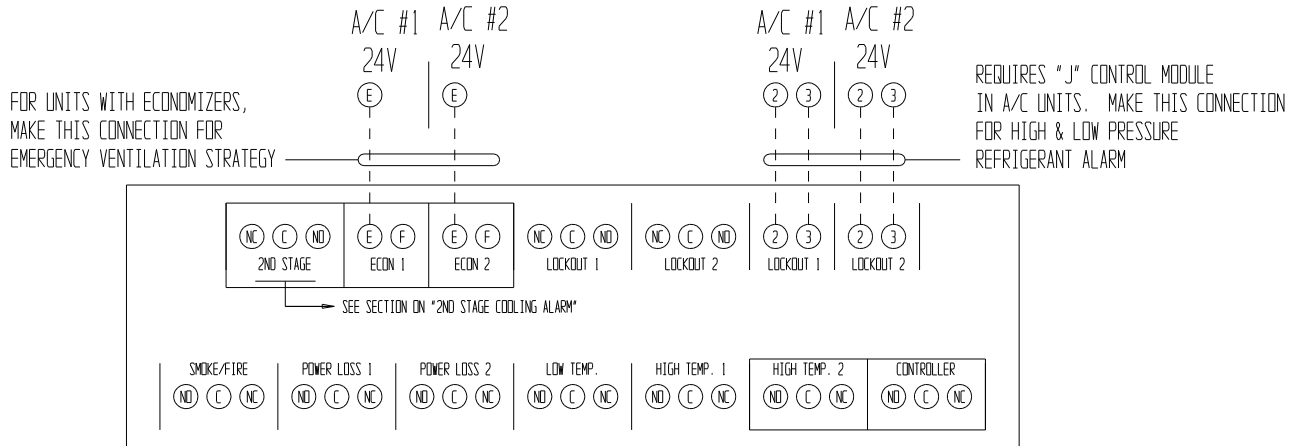 A/C #1 A/C #2 A/C #1 A/C #2
24V 24V 24V 24V
E E 2 3 2 3
FOR UNITS WITH ECONOMIZERS,
MAKE THIS CONNECTION FOR
EMERGENCY VENTILATION STRATEGY
REQUIRES "J" CONTROL MODULE
IN A/C UNITS. MAKE THIS CONNECTION
FOR HIGH & LOW PRESSURE
REFRIGERANT ALARM
NC C NO E F E F NC C NO NC C NO 2 3 2 3
2ND STAGE ECON 1 ECON 2 LOCKOUT 1 LOCKOUT 2 LOCKOUT 1 LOCKOUT 2
SEE SECTION ON "2ND STAGE COOLING ALARM"
SMOKE/FIRE POWER LOSS 1 POWER LOSS 2 LOW TEMP. HIGH TEMP. 1 HIGH TEMP. 2 CONTROLLER
NO C NC NO C NC NO C NC NO C NC NO C NC NO C NC NO C NC